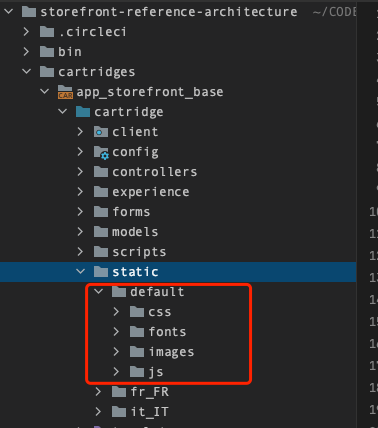 storefront-reference-architecture ~/CODE
.circleci
bin
cartridges
app_storefront_base
cartridge
client
config
controllers
experience
forms
models
scripts
static
default
css
fonts
images
js
fr_FR
it_IT